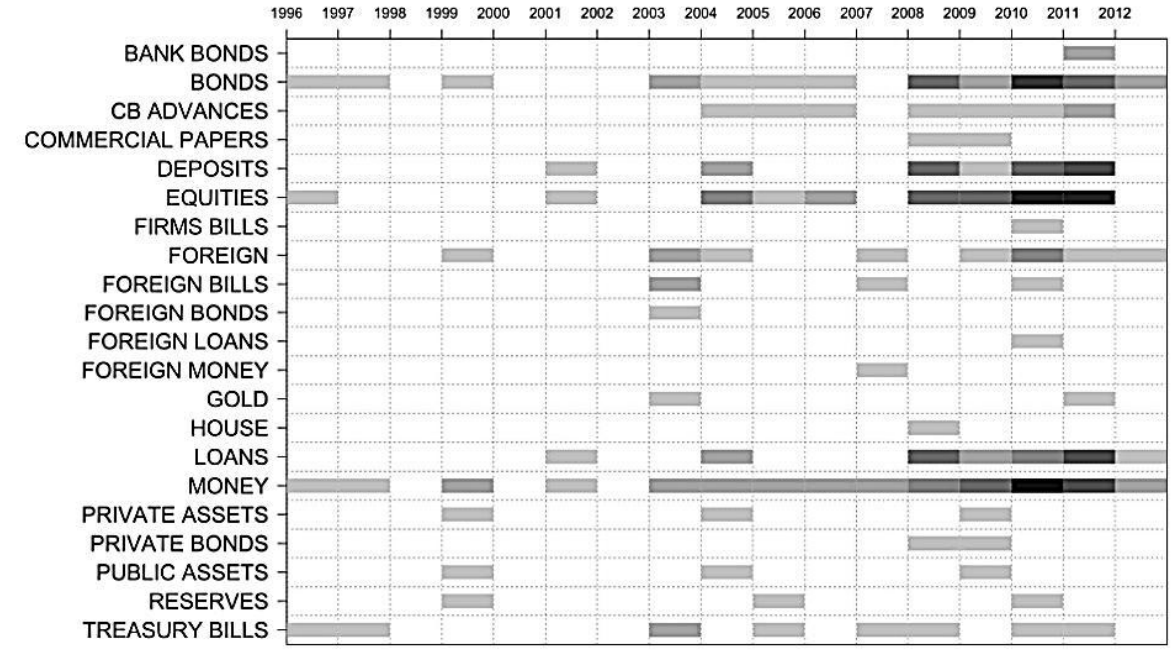 1996 1997 1998 1999 2000 2001 2002 2003 2004 2005 2006 2007 2008 2009 2010 2011 2012
BANK BONDS
BONDS
CB ADVANCES
COMMERCIAL PAPERS
DEPOSITS
EQUITIES
FIRMS BILLS
FOREIGN
FOREIGN BILLS
FOREIGN BONDS
FOREIGN LOANS
FOREIGN MONEY
GOLD
HOUSE
LOANS
MONEY
PRIVATE ASSETS
PRIVATE BONDS
PUBLIC ASSETS
RESERVES
TREASURY BILLS